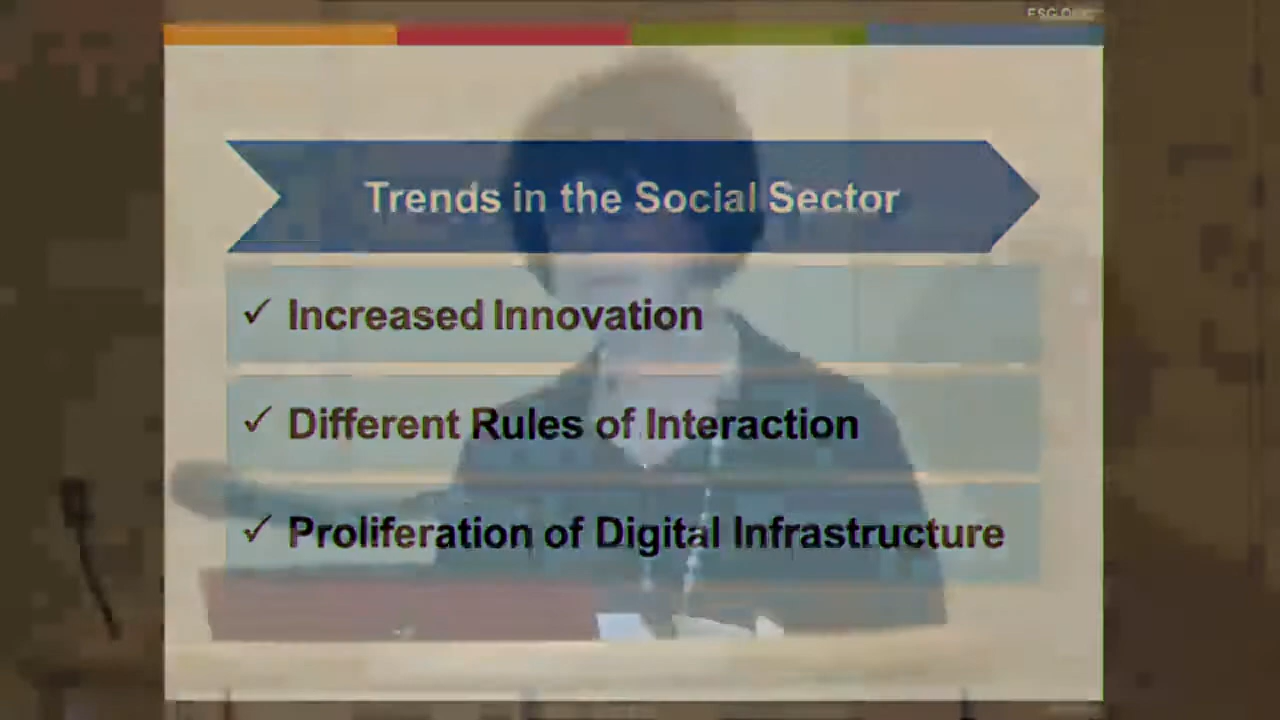 Trends in the Social Sector
✓ Increased Innovation
✓ Different Rules of Interaction
✓ Proliferation of Digital Infrastructure